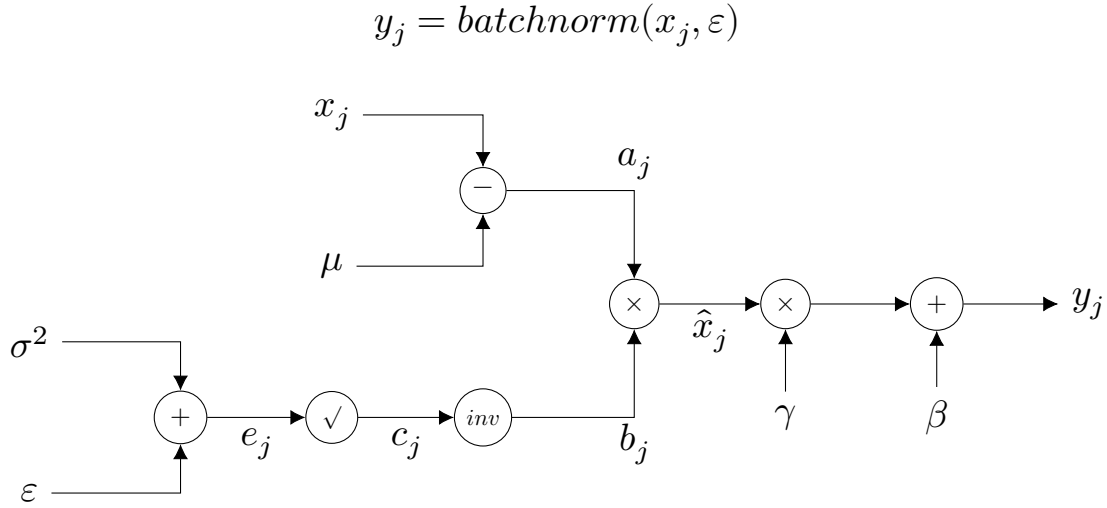 y_j = batchnorm(x_j, ε)
x_j
a_j
−
μ
× × + y_j
x̂_j
σ²
+ √ inv
e_j c_j b_j γ β
ε